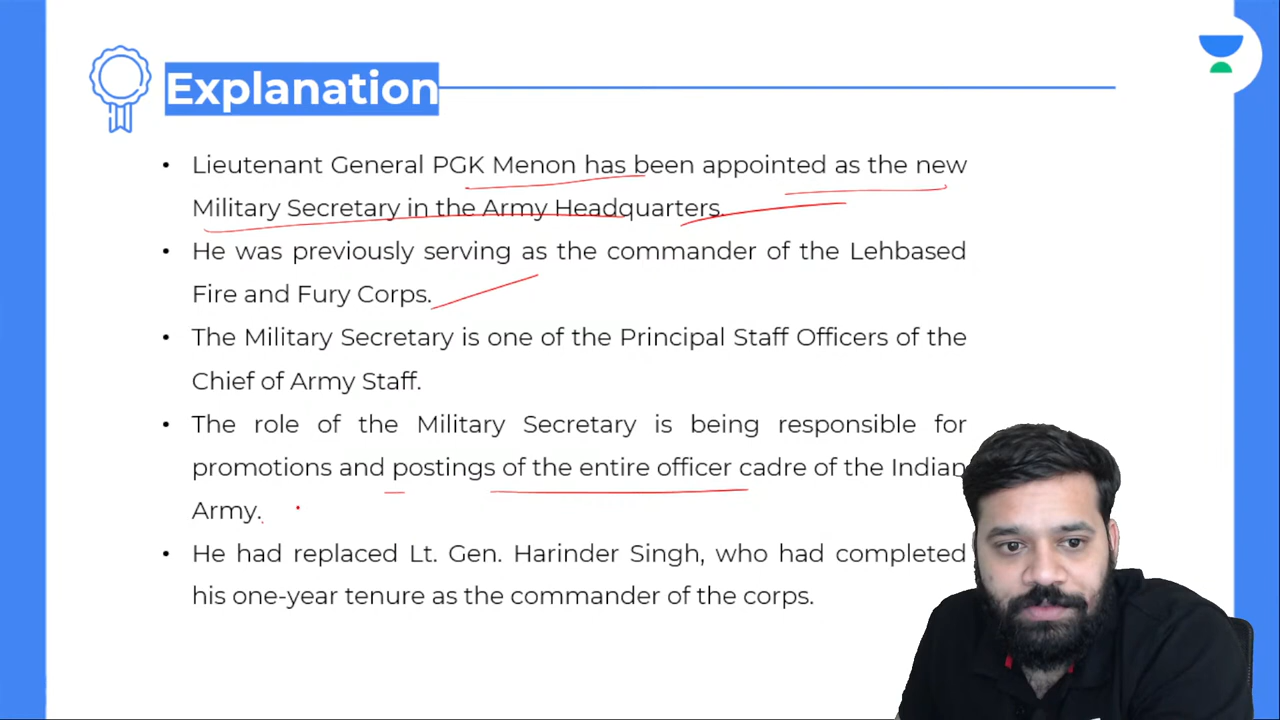 Explanation
• Lieutenant General PGK Menon has been appointed as the new
Military Secretary in the Army Headquarters.
• He was previously serving as the commander of the Lehbased
Fire and Fury Corps.
• The Military Secretary is one of the Principal Staff Officers of the
Chief of Army Staff.
• The role of the Military Secretary is being responsible for
promotions and postings of the entire officer cadre of the Indian
Army.
• He had replaced Lt. Gen. Harinder Singh, who had completed
his one-year tenure as the commander of the corps.